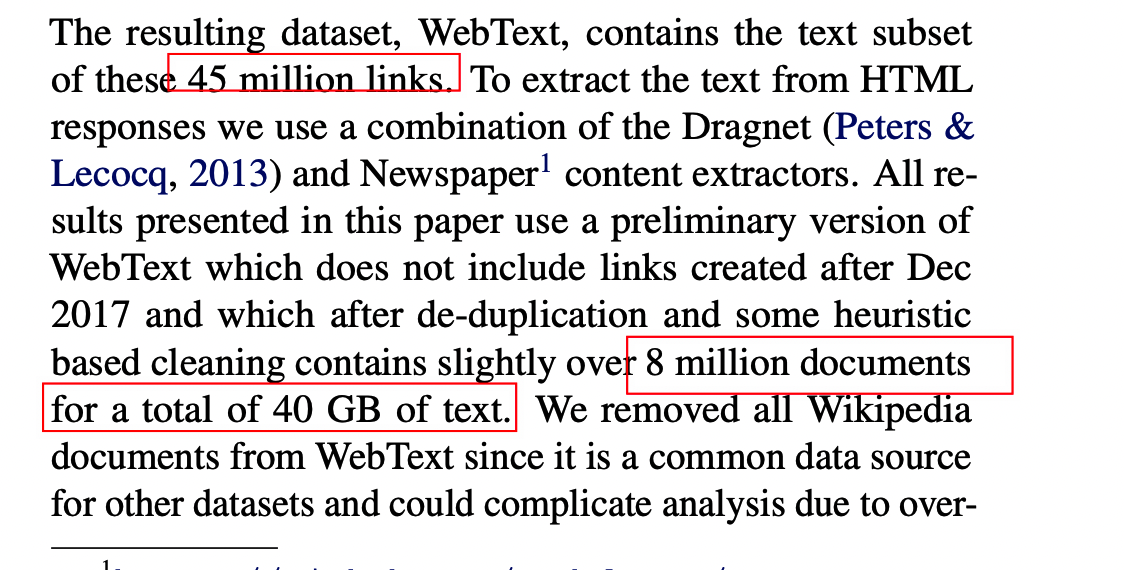 The resulting dataset, WebText, contains the text subset
of these 45 million links. To extract the text from HTML
responses we use a combination of the Dragnet (Peters &
Lecocq, 2013) and Newspaper¹ content extractors. All re-
sults presented in this paper use a preliminary version of
WebText which does not include links created after Dec
2017 and which after de-duplication and some heuristic
based cleaning contains slightly over 8 million documents
for a total of 40 GB of text. We removed all Wikipedia
documents from WebText since it is a common data source
for other datasets and could complicate analysis due to over-